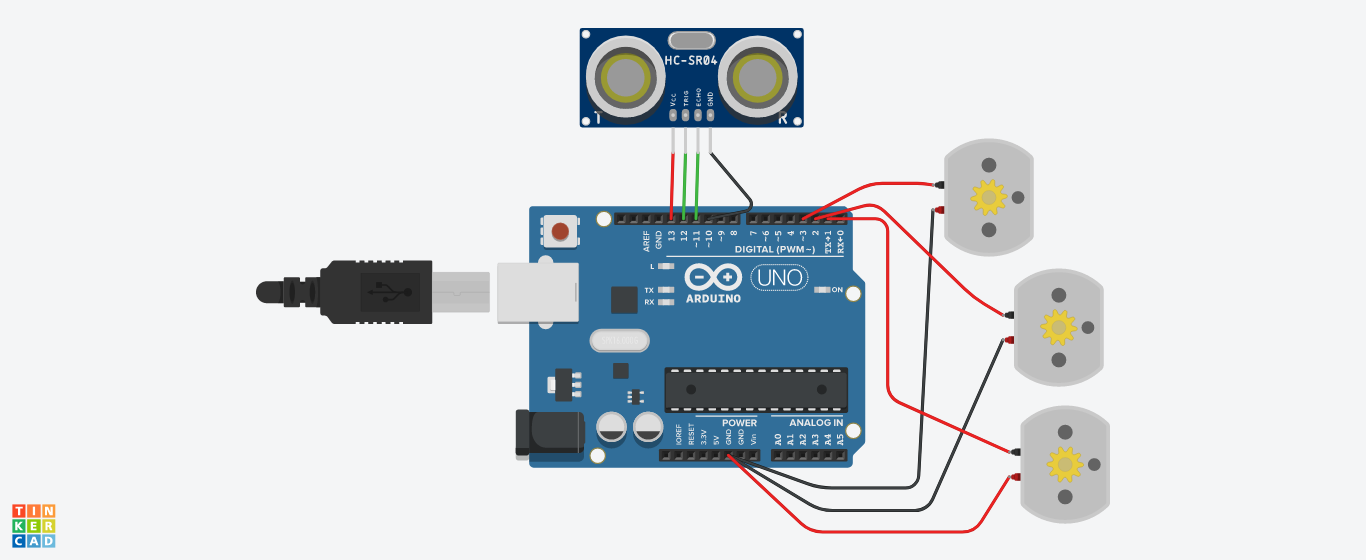 HC-SR04
VCC
TRIG
ECHO
GND
T
R
AREF
GND
13
12
~11
~10
~9
8
7
~6
~5
4
~3
2
TX→1
RX←0
DIGITAL (PWM~)
L
TX
RX
ARDUINO
UNO
ON
POWER
ANALOG IN
IOREF
RESET
3.3V
5V
GND
GND
Vin
A0
A1
A2
A3
A4
A5
TIN
KER
CAD